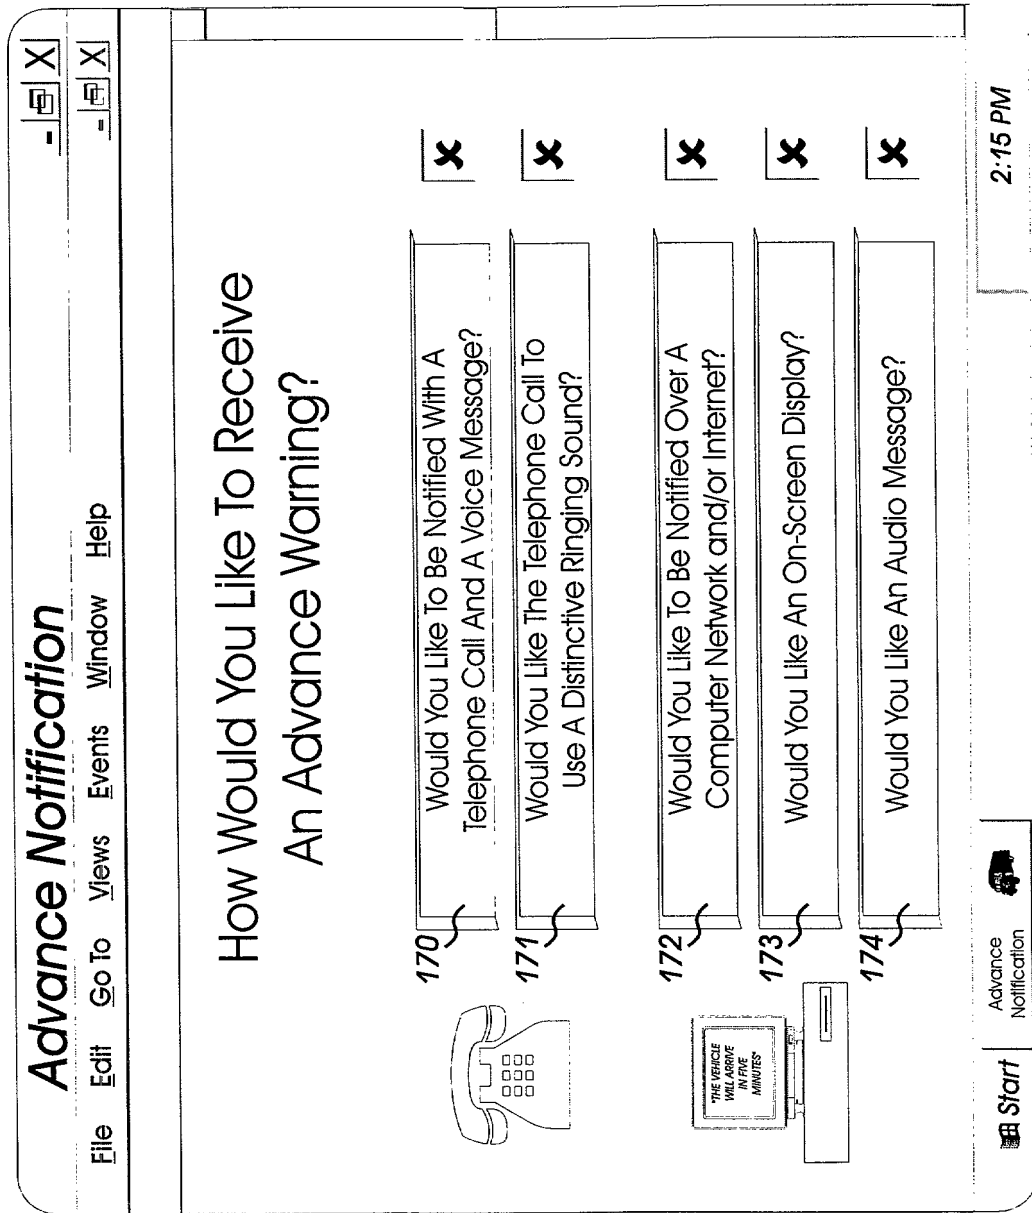 Advance Notification
File Edit Go To Views Events Window Help
How Would You Like To Receive
An Advance Warning?
170
Would You Like To Be Notified With A
Telephone Call And A Voice Message?
171
Would You Like The Telephone Call To
Use A Distinctive Ringing Sound?
172
Would You Like To Be Notified Over A
Computer Network and/or Internet?
173
Would You Like An On-Screen Display?
174
Would You Like An Audio Message?
"THE VEHICLE
WILL ARRIVE
IN FIVE
MINUTES"
Start
Advance
Notification
2:15 PM